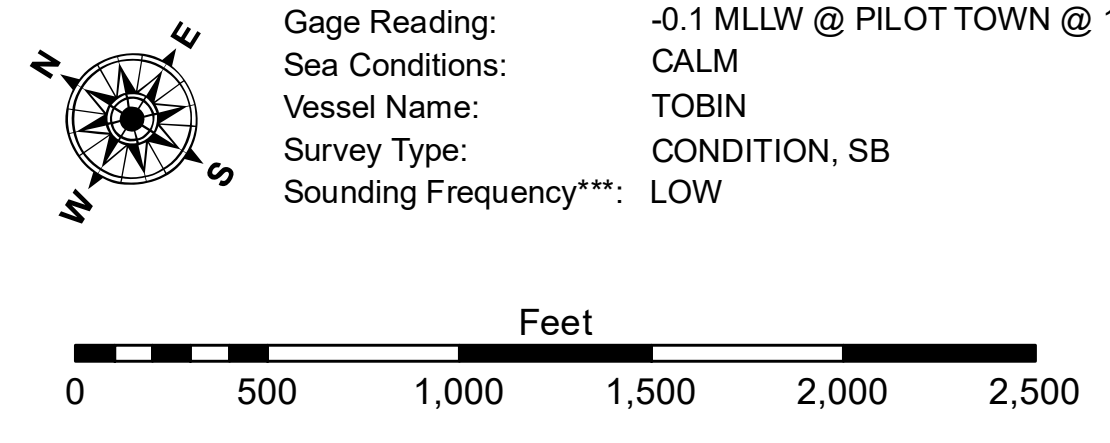 N
E
S
W
Gage Reading: -0.1 MLLW @ PILOT TOWN @
Sea Conditions: CALM
Vessel Name: TOBIN
Survey Type: CONDITION, SB
Sounding Frequency***: LOW
Feet
0 500 1,000 1,500 2,000 2,500